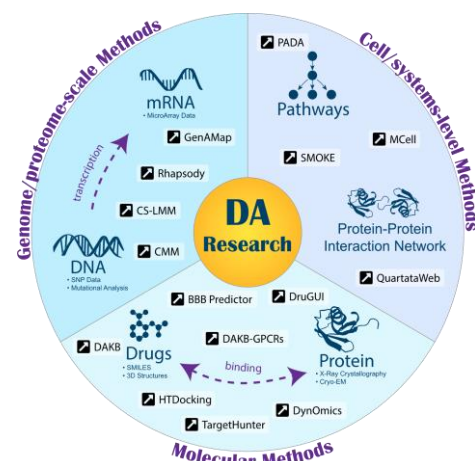 Genome/proteome-scale Methods
Cell/systems-level Methods
PADA
mRNA
• MicroArray Data
Pathways
GenAMap
MCell
transcription
SMOKE
Rhapsody
CS-LMM
DA
Research
Protein-Protein
Interaction Network
DNA
• SNP Data
• Mutational Analysis
CMM
QuartataWeb
BBB Predictor
DruGUI
DAKB
Drugs
• SMILES
• 3D Structures
DAKB-GPCRs
binding
Protein
• X-Ray Crystallography
• Cryo-EM
HTDocking
DynOmics
TargetHunter
Molecular Methods